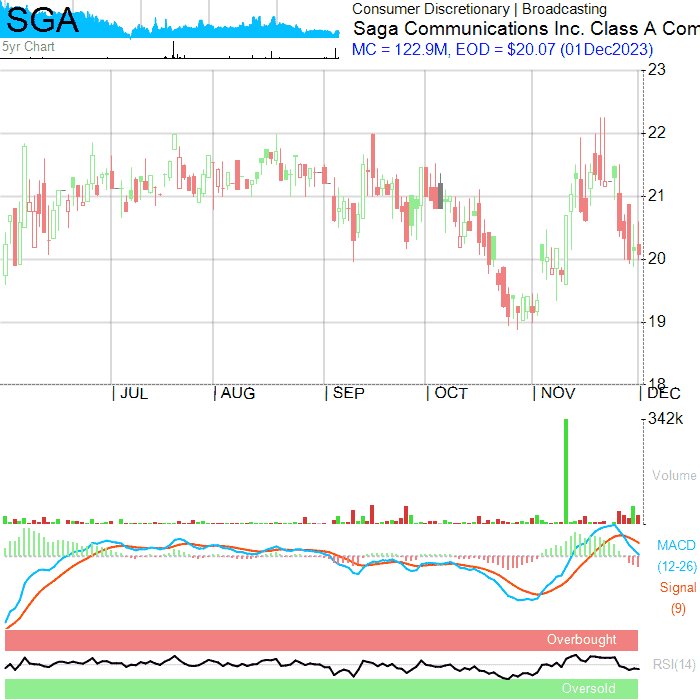 SGA
5yr Chart
Consumer Discretionary | Broadcasting
Saga Communications Inc. Class A Com
MC = 122.9M, EOD = $20.07 (01Dec2023)
23
22
21
20
19
18
JUL
AUG
SEP
OCT
NOV
DEC
342k
Volume
MACD
(12-26)
Signal
(9)
Overbought
RSI(14)
Oversold